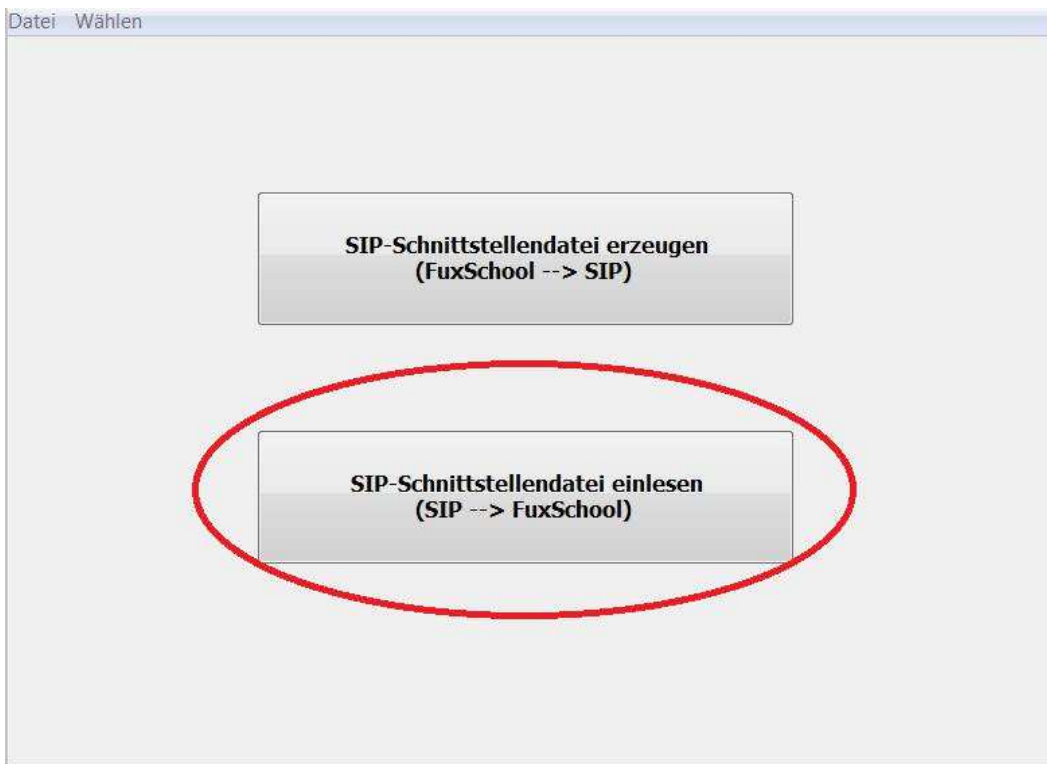 Datei Wählen
SIP-Schnittstellendatei erzeugen
(FuxSchool --> SIP)
SIP-Schnittstellendatei einlesen
(SIP --> FuxSchool)